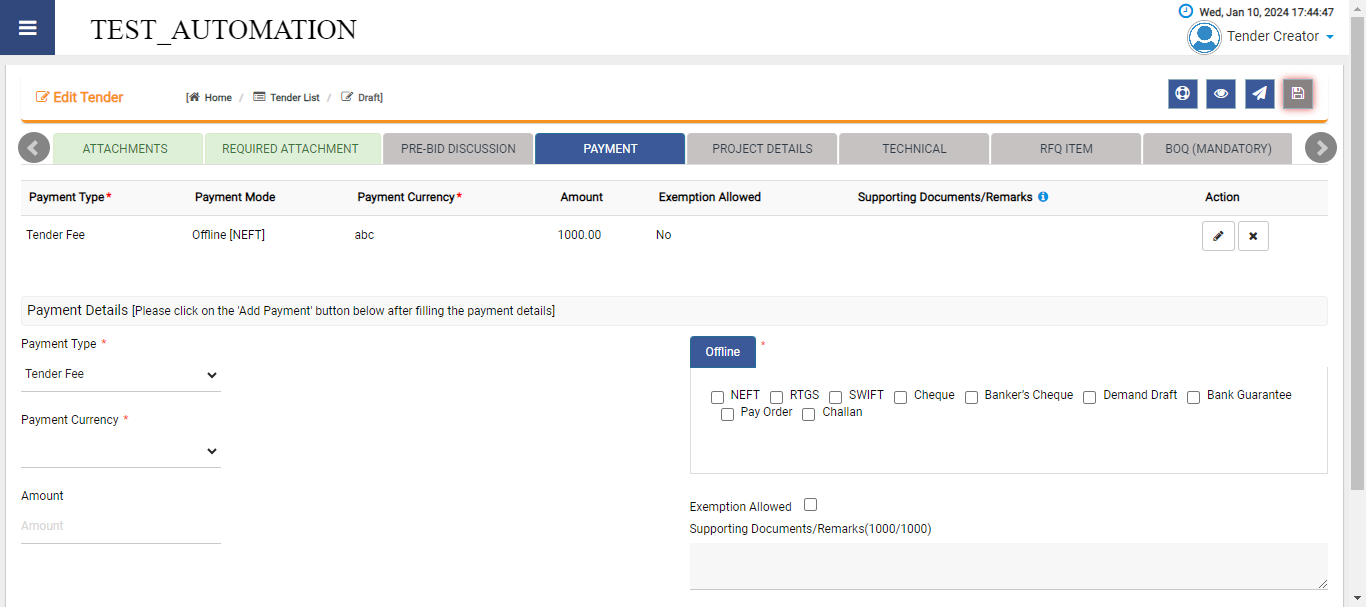 TEST_AUTOMATION
Wed, Jan 10, 2024 17:44:47
Tender Creator
Edit Tender
[ Home / Tender List / Draft]
ATTACHMENTS REQUIRED ATTACHMENT PRE-BID DISCUSSION PAYMENT PROJECT DETAILS TECHNICAL RFQ ITEM BOQ (MANDATORY)
Payment Type* Payment Mode Payment Currency* Amount Exemption Allowed Supporting Documents/Remarks Action
Tender Fee Offline [NEFT] abc 1000.00 No
Payment Details [Please click on the 'Add Payment' button below after filling the payment details]
Payment Type *
Tender Fee
Payment Currency *
Amount
Amount
Offline *
NEFT RTGS SWIFT Cheque Banker's Cheque Demand Draft Bank Guarantee
Pay Order Challan
Exemption Allowed
Supporting Documents/Remarks(1000/1000)